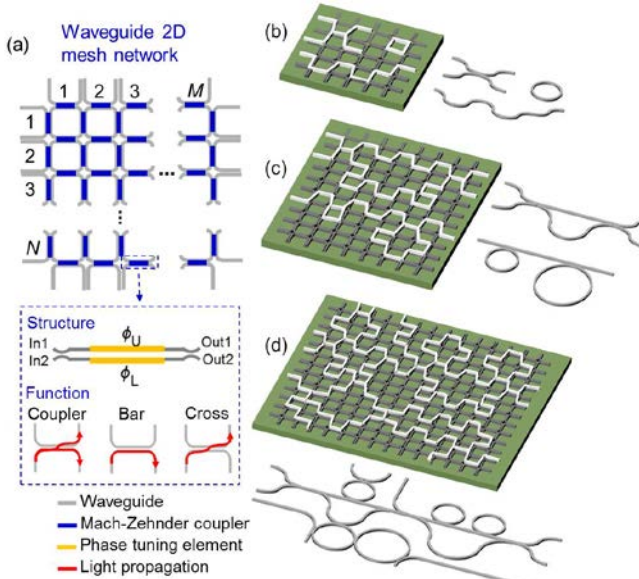 (a)
Waveguide 2D
mesh network
1 2 3 M
1
2
3
...
N
Structure
In1
In2
ϕU
ϕL
Out1
Out2
Function
Coupler Bar Cross
Waveguide
Mach-Zehnder coupler
Phase tuning element
Light propagation
(b)
(c)
(d)